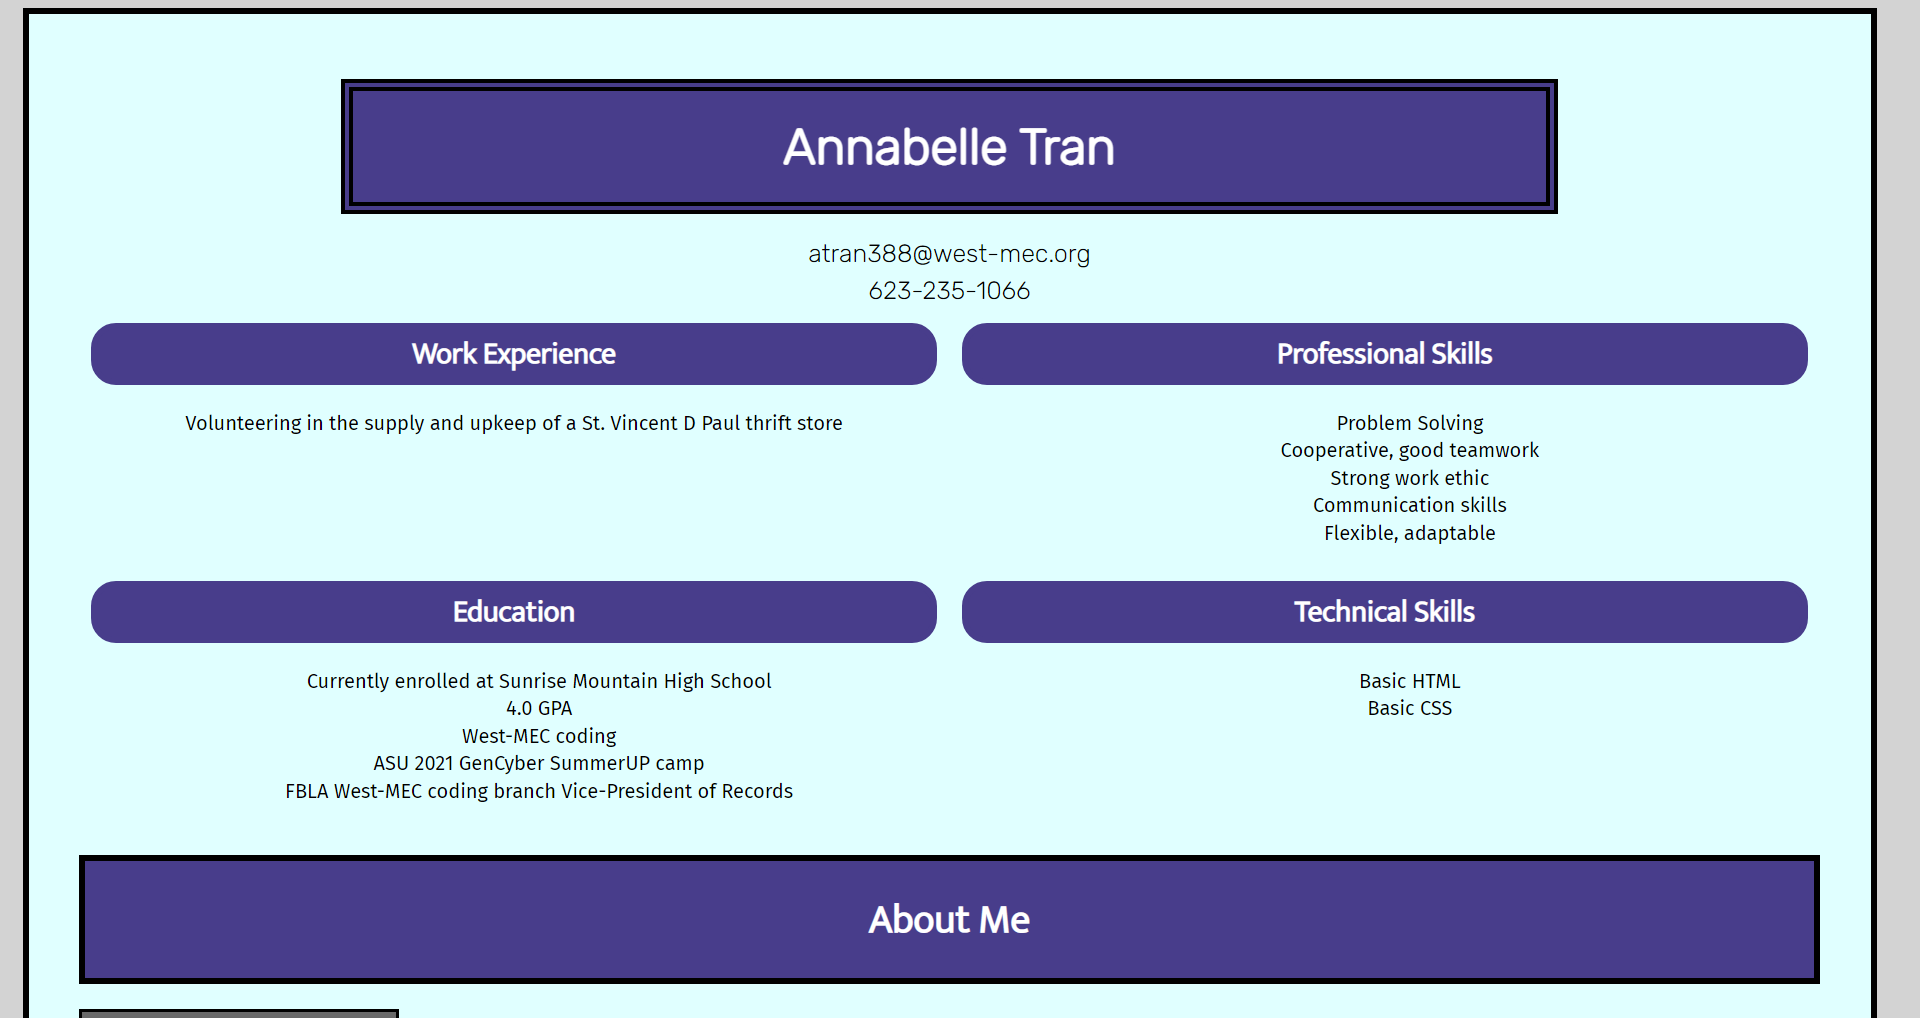 Annabelle Tran
atran388@west-mec.org
623-235-1066
Work Experience
Volunteering in the supply and upkeep of a St. Vincent D Paul thrift store
Professional Skills
Problem Solving
Cooperative, good teamwork
Strong work ethic
Communication skills
Flexible, adaptable
Education
Currently enrolled at Sunrise Mountain High School
4.0 GPA
West-MEC coding
ASU 2021 GenCyber SummerUP camp
FBLA West-MEC coding branch Vice-President of Records
Technical Skills
Basic HTML
Basic CSS
About Me